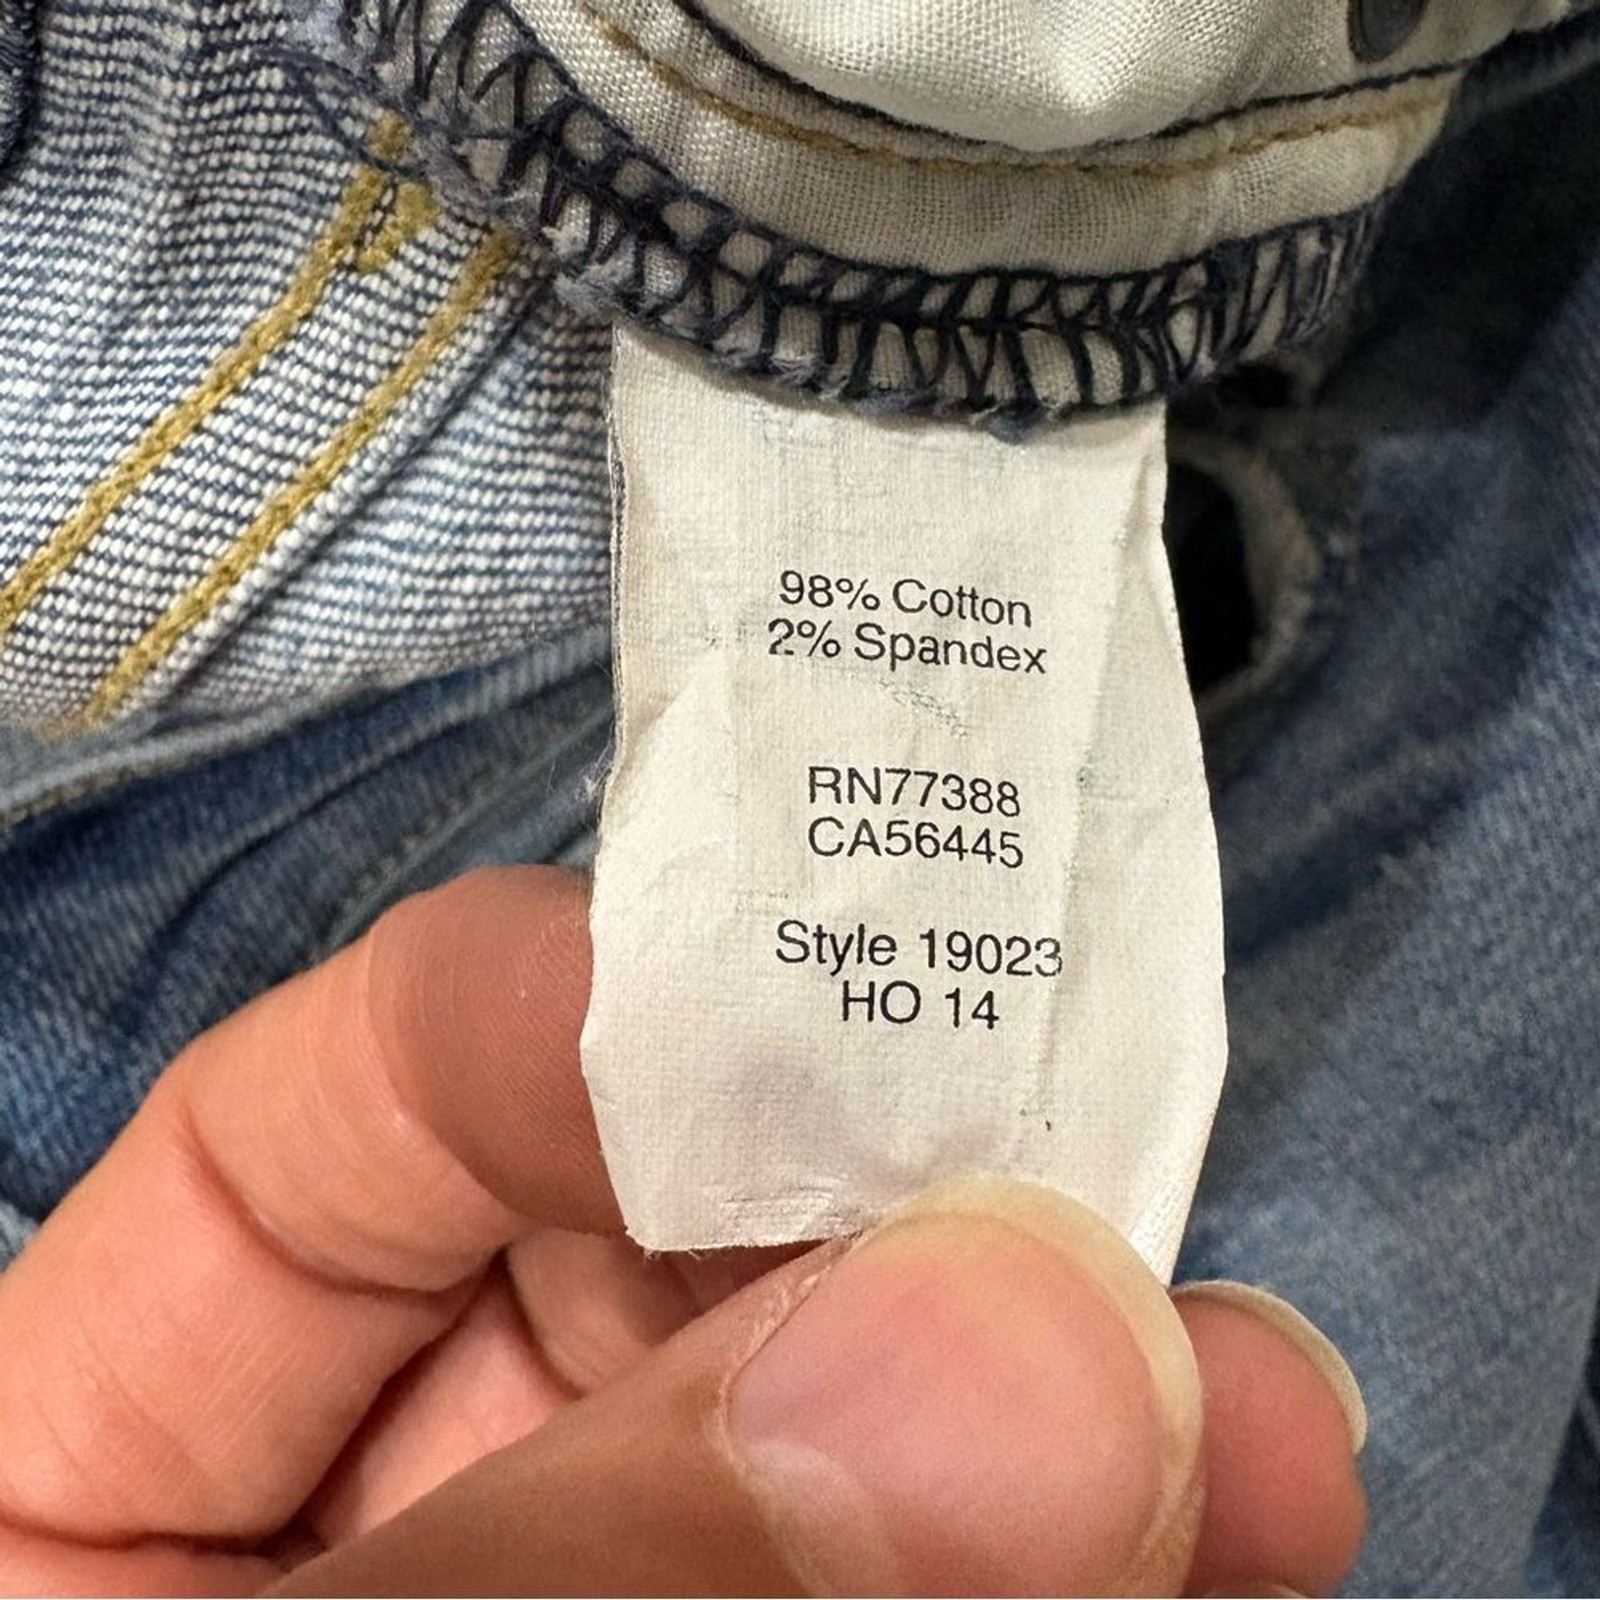 98% Cotton
2% Spandex
RN77388
CA56445
Style 19023
HO 14